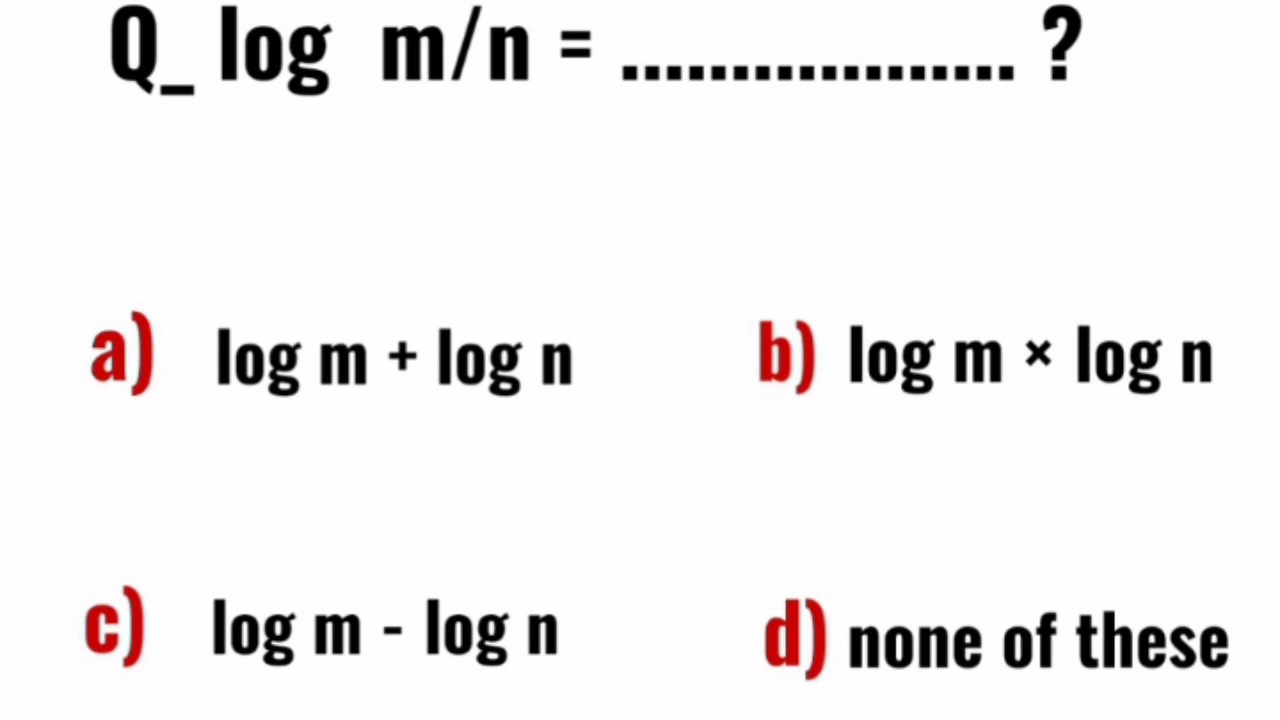 Q_ log m/n = .................. ?
a) log m + log n
b) log m × log n
c) log m - log n
d) none of these